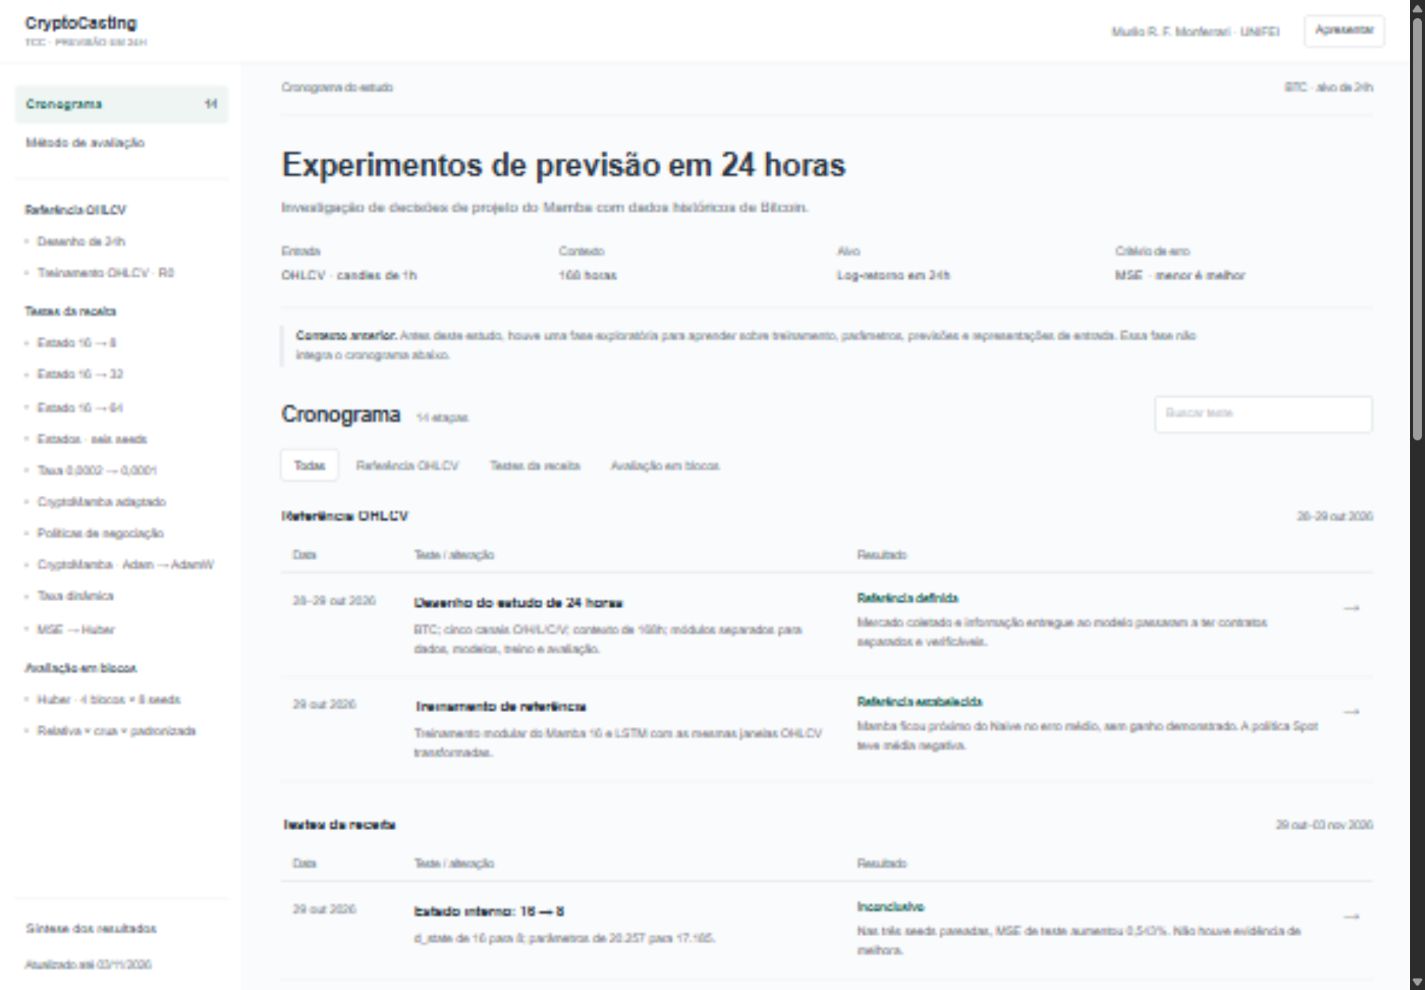 CryptoCasting
TCC · PREVISÃO EM 24H
Murilo R. F. Monferrari · UNIFEI
Apresentar
Cronograma 14
Método de avaliação
Referência OHLCV
Desenho de 24h
Treinamento OHLCV · R0
Testes da receita
Estado 16 → 8
Estado 16 → 32
Estado 16 → 64
Estados · seis seeds
Taxa 0,0002 → 0,0001
CryptoMamba adaptado
Políticas de negociação
CryptoMamba · Adam → AdamW
Taxa dinâmica
MSE → Huber
Avaliação em blocos
Huber · 4 blocos × 8 seeds
Relativa × crua × padronizada
Síntese dos resultados
Atualizado até 03/11/2026
Cronograma do estudo
BTC · alvo de 24h
Experimentos de previsão em 24 horas
Investigação de decisões de projeto do Mamba com dados históricos de Bitcoin.
Entrada
OHLCV · candles de 1h
Contexto
168 horas
Alvo
Log-retorno em 24h
Critério de erro
MSE · menor é melhor
Contexto anterior. Antes deste estudo, houve uma fase exploratória para aprender sobre treinamento, parâmetros, previsões e representações de entrada. Essa fase não
integra o cronograma abaixo.
Cronograma 14 etapas
Buscar teste
Todas
Referência OHLCV
Testes da receita
Avaliação em blocos
Referência OHLCV
28–29 out 2026
Data
Teste / alteração
Resultado
28–29 out 2026
Desenho do estudo de 24 horas
BTC; cinco canais O/H/L/C/V; contexto de 168h; módulos separados para
dados, modelos, treino e avaliação.
Referência definida
Mercado coletado e informação entregue ao modelo passaram a ter contratos
separados e verificáveis.
→
29 out 2026
Treinamento de referência
Treinamento modular do Mamba 16 e LSTM com as mesmas janelas OHLCV
transformadas.
Referência estabelecida
Mamba ficou próximo do Naive no erro médio, sem ganho demonstrado. A política Spot
teve média negativa.
→
Testes da receita
29 out–03 nov 2026
Data
Teste / alteração
Resultado
29 out 2026
Estado interno: 16 → 8
d_state de 16 para 8; parâmetros de 20.257 para 17.185.
Inconclusivo
Nas três seeds pareadas, MSE de teste aumentou 0,543%. Não houve evidência de
melhora.
→